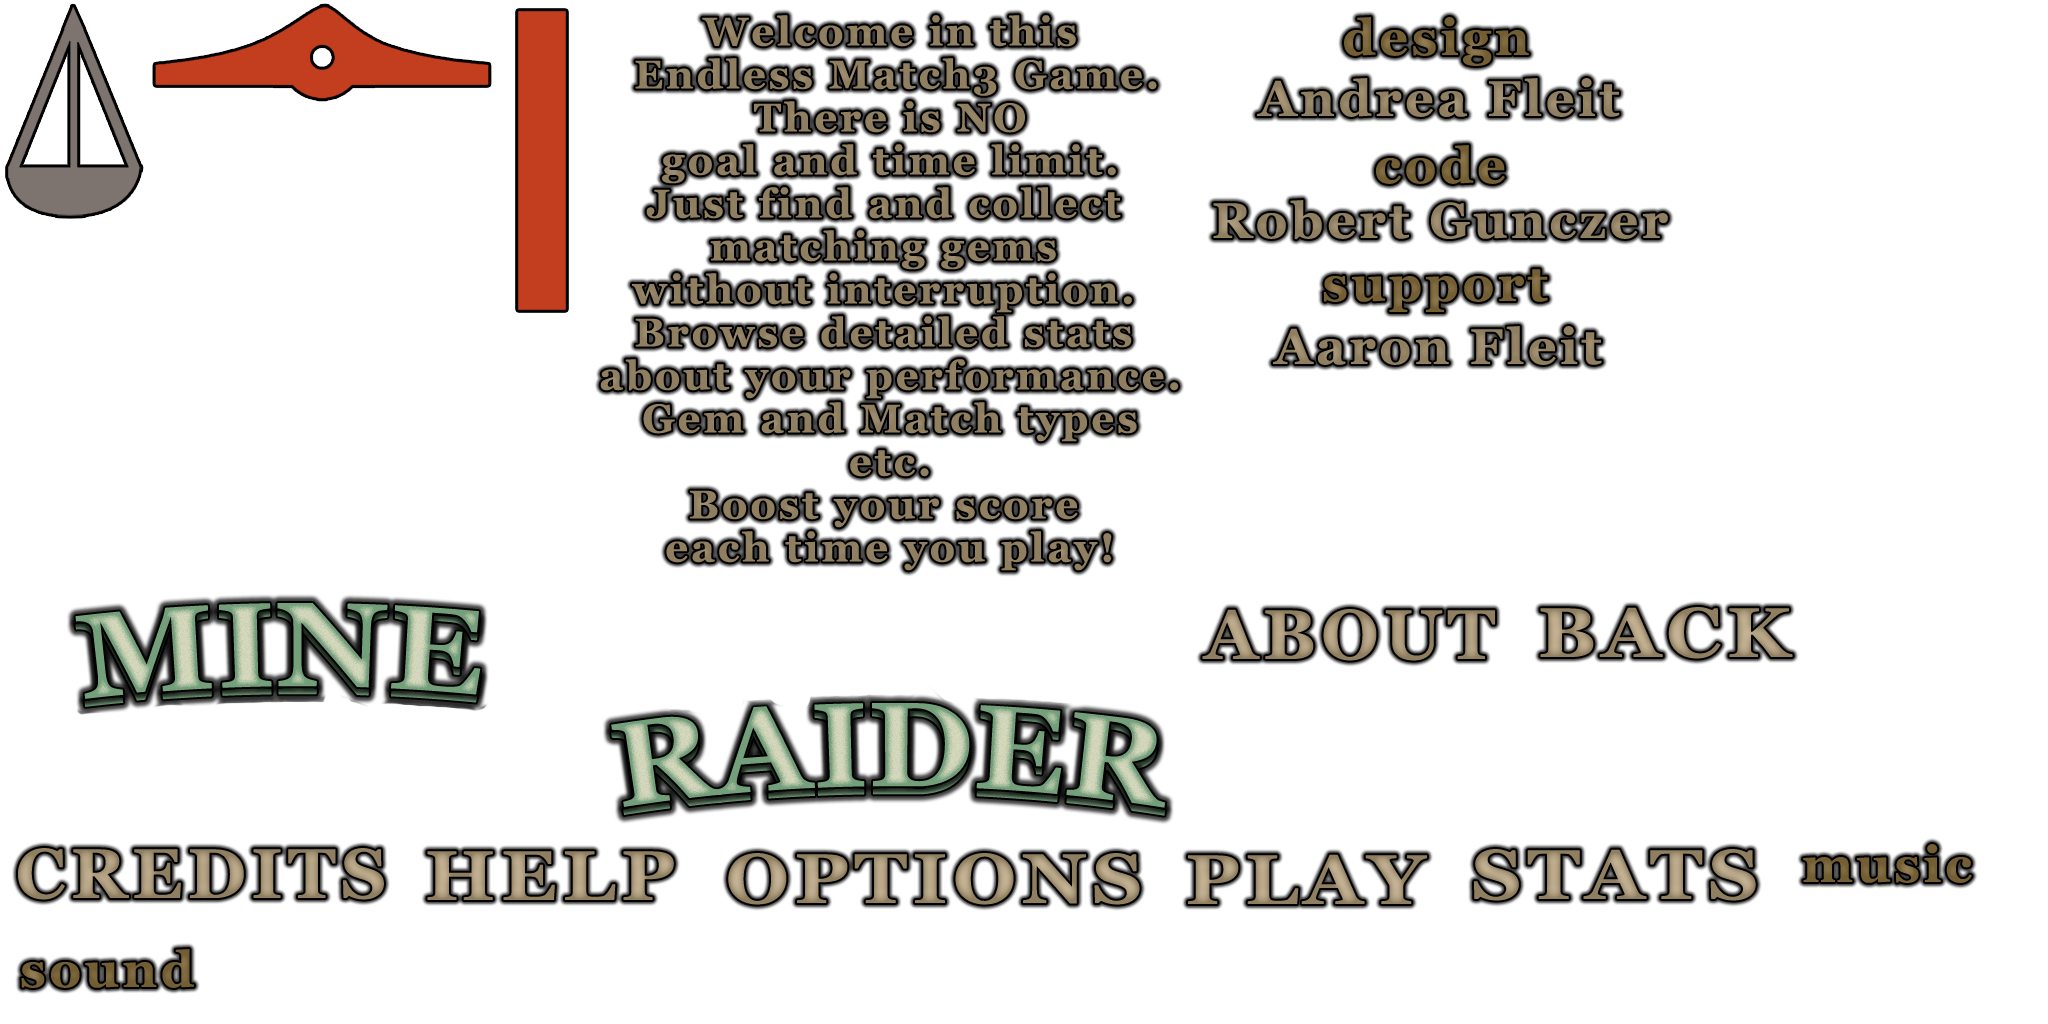 Welcome in this
Endless Match3 Game.
There is NO
goal and time limit.
Just find and collect
matching gems
without interruption.
Browse detailed stats
about your performance.
Gem and Match types
etc.
Boost your score
each time you play!
design
Andrea Fleit
code
Robert Gunczer
support
Aaron Fleit
MINE
RAIDER
ABOUT BACK
CREDITS HELP OPTIONS PLAY STATS music
sound